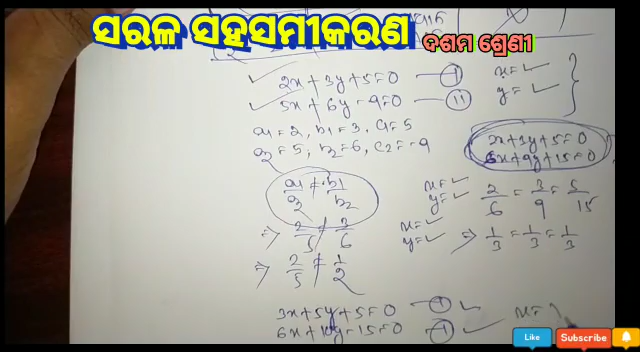 ସରଳ ସହସମୀକରଣ
ଦଶମ ଶ୍ରେଣୀ
2x+3y+5=0 —(I)
5x+6y-9=0 —(II)
x=✓
y=✓
a1=2, b1=3, c1=5
a2=5, b2=6, c2=-9
a1/a2 ≠ b1/b2
=> 2/5 ≠ 3/6
=> 2/5 ≠ 1/2
x+3y+5=0
6x+9y+15=0
x=✓
y=✓
2/6 = 3/9 = 5/15
x=✓
y=✓
=> 1/3 = 1/3 = 1/3
3x+5y+5=0
6x+10y-15=0
x=
Like
Subscribe